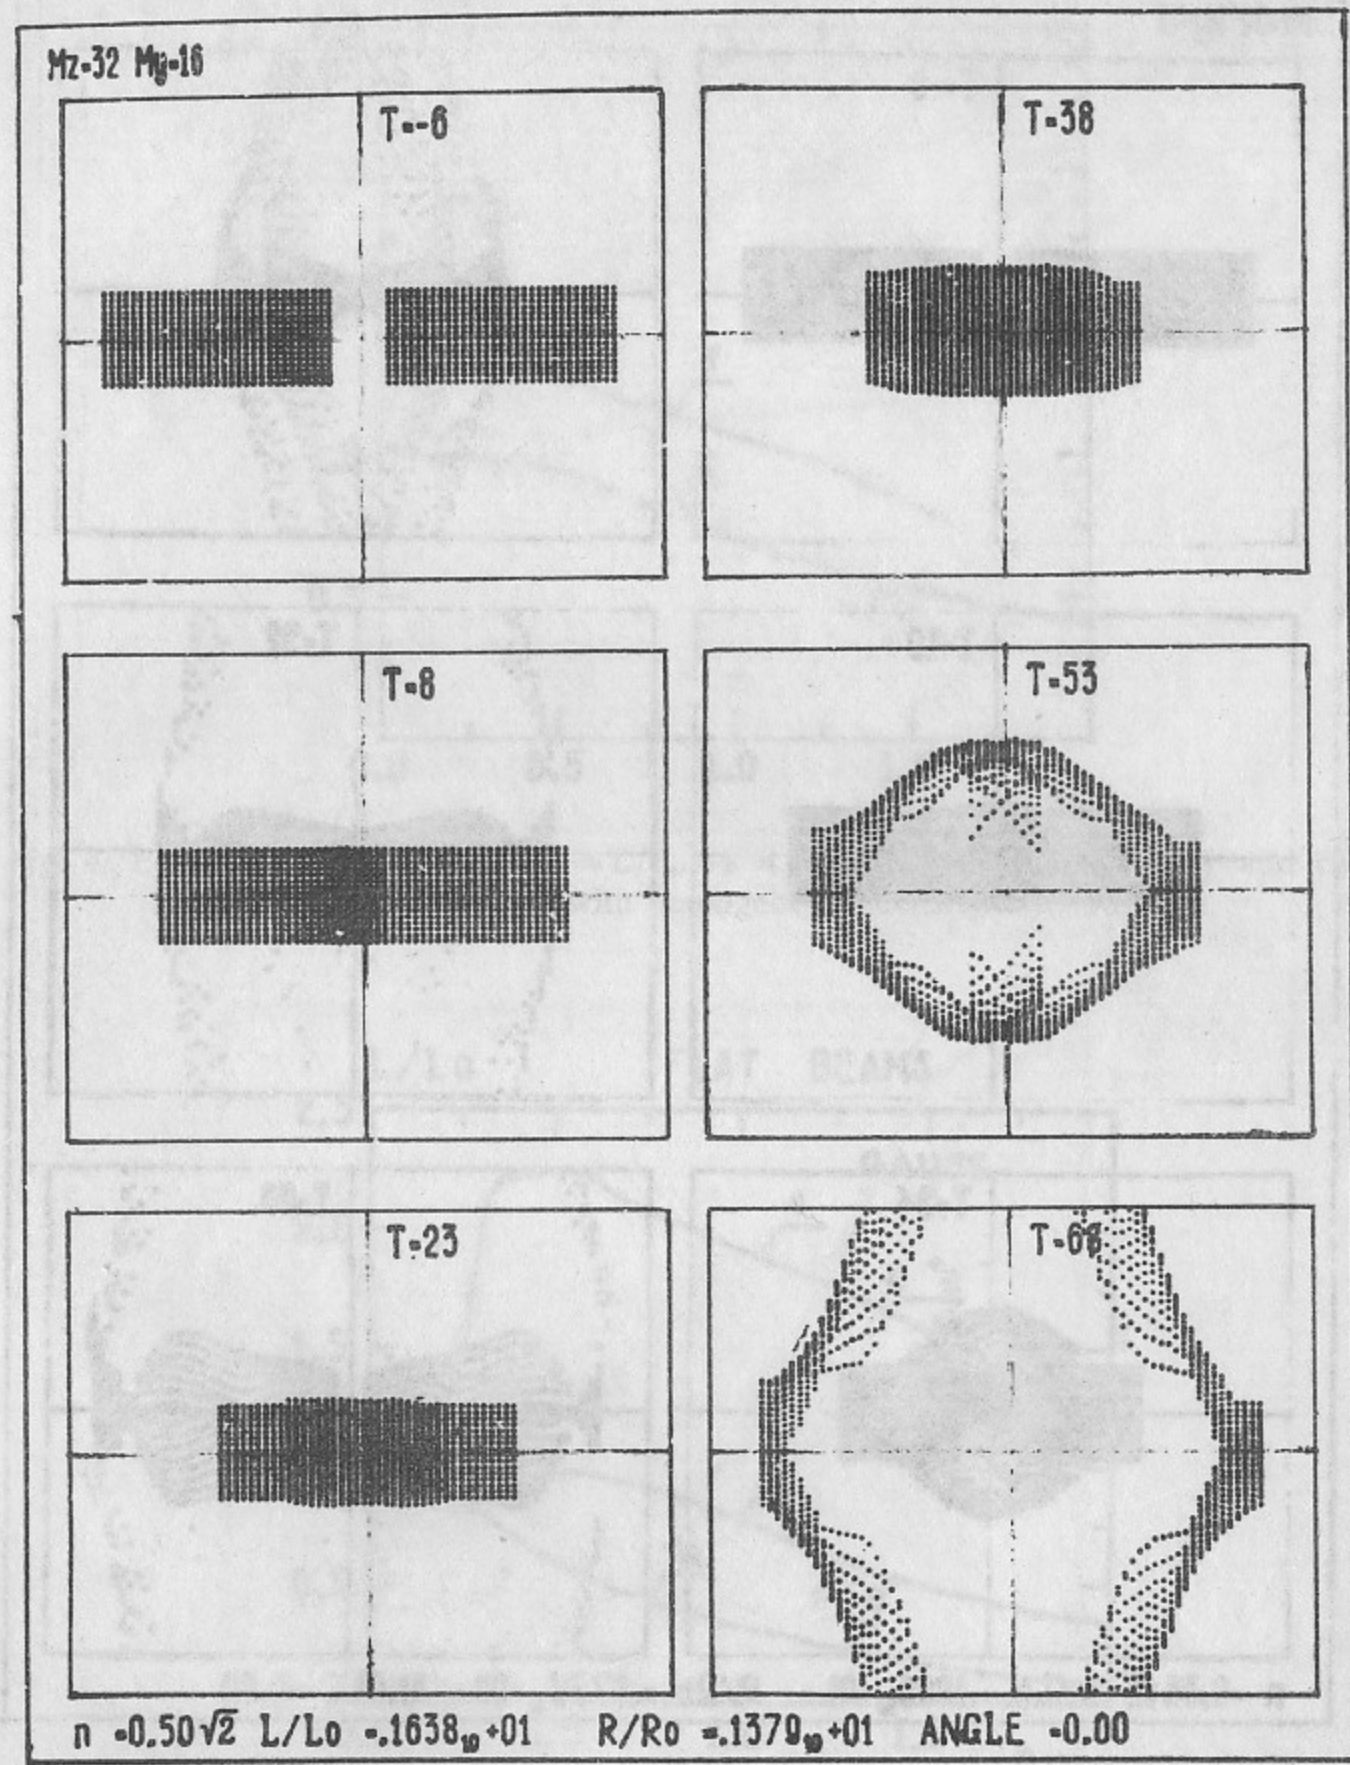 Mz=32 My=16
T=-6
T=38
T=8
T=53
T=23
n =0.50√2 L/Lo =.1638₁₀+01 R/Ro =.1379₁₀+01 ANGLE =0.00